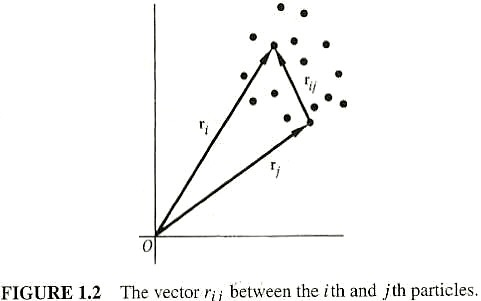 r_ij
r_i
r_j
O
FIGURE 1.2 The vector r_ij between the ith and jth particles.